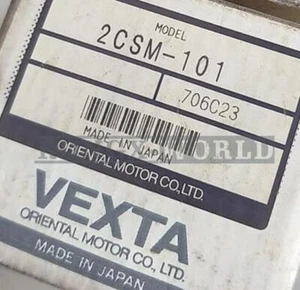 MODEL
2CSM-101
706C23
MADE IN JAPAN
ORIENTAL MOTOR CO.,LTD.
VEXTA
ORIENTAL MOTOR CO., LTD.
MADE IN JAPAN